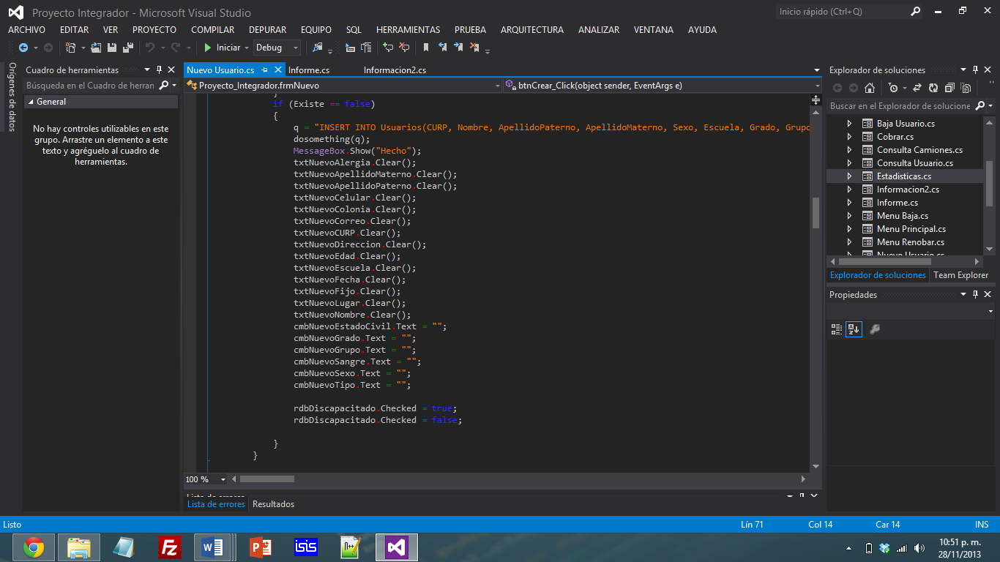 Proyecto Integrador - Microsoft Visual Studio
Inicio rápido (Ctrl+Q)
ARCHIVO EDITAR VER PROYECTO COMPILAR DEPURAR EQUIPO SQL HERRAMIENTAS PRUEBA ARQUITECTURA ANALIZAR VENTANA AYUDA
Iniciar Debug
Orígenes de datos
Cuadro de herramientas
Búsqueda en el Cuadro de herran
General
No hay controles utilizables en este
grupo. Arrastre un elemento a este
texto y agréguelo al cuadro de
herramientas.
Nuevo Usuario.cs Informe.cs Informacion2.cs
Proyecto_Integrador.frmNuevo btnCrear_Click(object sender, EventArgs e)
}
if (Existe == false)
{
q = "INSERT INTO Usuarios(CURP, Nombre, ApellidoPaterno, ApellidoMaterno, Sexo, Escuela, Grado, Grupo
dosomething(q);
MessageBox.Show("Hecho");
txtNuevoAlergia.Clear();
txtNuevoApellidoMaterno.Clear();
txtNuevoApellidoPaterno.Clear();
txtNuevoCelular.Clear();
txtNuevoColonia.Clear();
txtNuevoCorreo.Clear();
txtNuevoCURP.Clear();
txtNuevoDireccion.Clear();
txtNuevoEdad.Clear();
txtNuevoEscuela.Clear();
txtNuevoFecha.Clear();
txtNuevoFijo.Clear();
txtNuevoLugar.Clear();
txtNuevoNombre.Clear();
cmbNuevoEstadoCivil.Text = "";
cmbNuevoGrado.Text = "";
cmbNuevoGrupo.Text = "";
cmbNuevoSangre.Text = "";
cmbNuevoSexo.Text = "";
cmbNuevoTipo.Text = "";
rdbDiscapacitado.Checked = true;
rdbDiscapacitado.Checked = false;
}
}
100 %
Lista de errores
Lista de errores Resultados
Explorador de soluciones
Buscar en el Explorador de solucione
Baja Usuario.cs
Cobrar.cs
Consulta Camiones.cs
Consulta Usuario.cs
Estadisticas.cs
Informacion2.cs
Informe.cs
Menu Baja.cs
Menu Principal.cs
Menu Renobar.cs
Nuevo Usuario.cs
Explorador de soluciones Team Explorer
Propiedades
Listo Lín 71 Col 14 Car 14 INS
isis
10:51 p. m.
28/11/2013